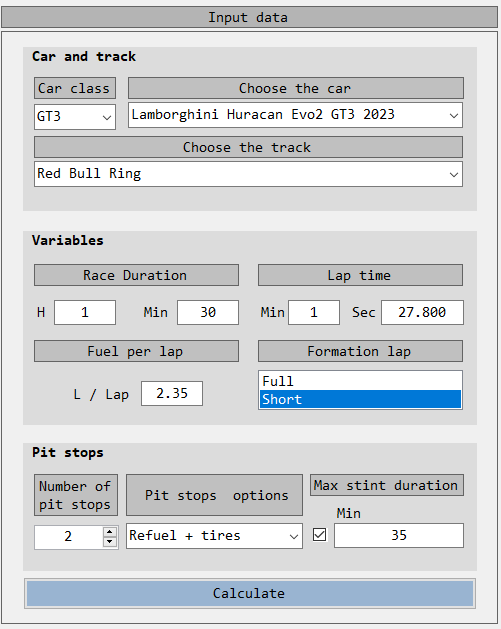 Input data
Car and track
Car class
Choose the car
GT3
Lamborghini Huracan Evo2 GT3 2023
Choose the track
Red Bull Ring
Variables
Race Duration
Lap time
H 1 Min 30
Min 1 Sec 27.800
Fuel per lap
Formation lap
L / Lap 2.35
Full
Short
Pit stops
Number of
pit stops
Pit stops options
Max stint duration
Min
2
Refuel + tires
35
Calculate